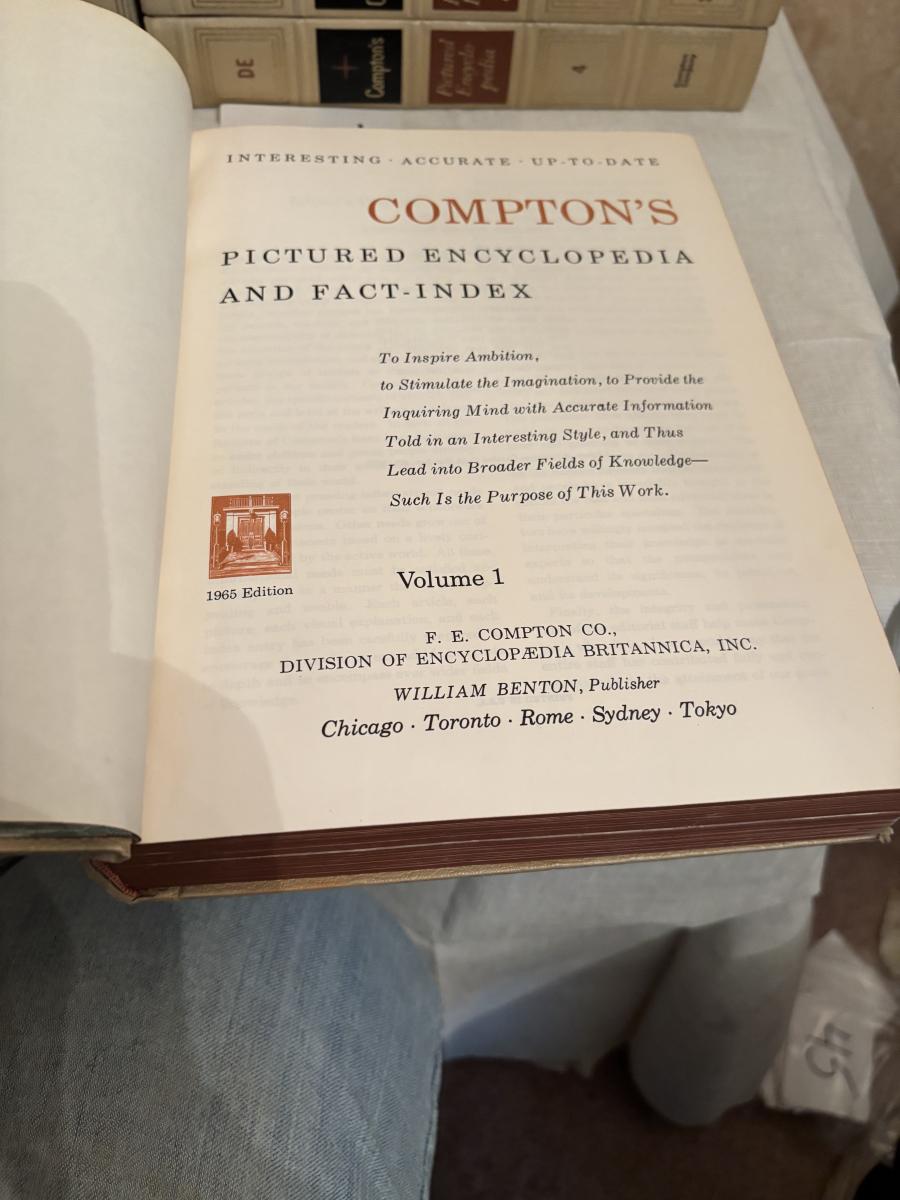 DE
Compton's
Pictured
Encyclo
pedia
4
INTERESTING · ACCURATE · UP-TO-DATE
COMPTON'S
PICTURED ENCYCLOPEDIA
AND FACT-INDEX
To Inspire Ambition,
to Stimulate the Imagination, to Provide the
Inquiring Mind with Accurate Information
Told in an Interesting Style, and Thus
Lead into Broader Fields of Knowledge—
Such Is the Purpose of This Work.
1965 Edition
Volume 1
F. E. COMPTON CO.,
DIVISION OF ENCYCLOPÆDIA BRITANNICA, INC.
WILLIAM BENTON, Publisher
Chicago · Toronto · Rome · Sydney · Tokyo